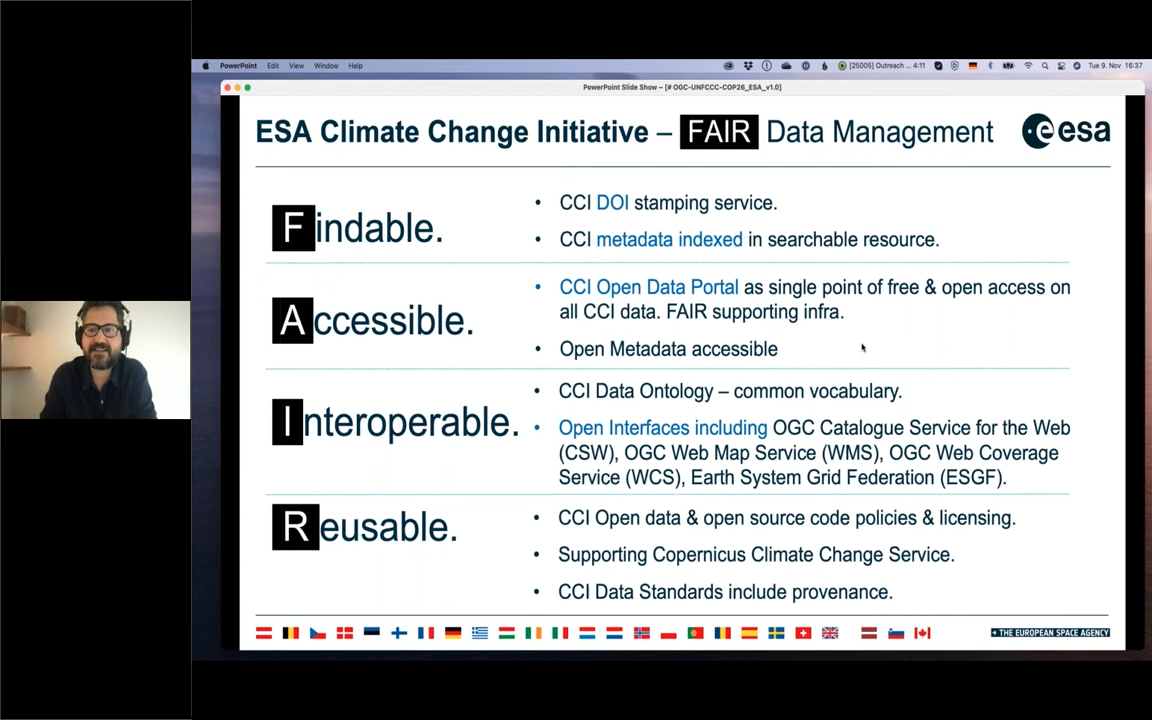 PowerPoint Edit View Window Help
[25005] Outreach ... 4:11
Tue 9. Nov 16:37
PowerPoint Slide Show – [# OGC-UNFCCC-COP26_ESA_v1.0]
ESA Climate Change Initiative – FAIR Data Management
esa
Findable.
• CCI DOI stamping service.
• CCI metadata indexed in searchable resource.
Accessible.
• CCI Open Data Portal as single point of free & open access on
all CCI data. FAIR supporting infra.
• Open Metadata accessible
Interoperable.
• CCI Data Ontology – common vocabulary.
• Open Interfaces including OGC Catalogue Service for the Web
(CSW), OGC Web Map Service (WMS), OGC Web Coverage
Service (WCS), Earth System Grid Federation (ESGF).
Reusable.
• CCI Open data & open source code policies & licensing.
• Supporting Copernicus Climate Change Service.
• CCI Data Standards include provenance.
→ THE EUROPEAN SPACE AGENCY